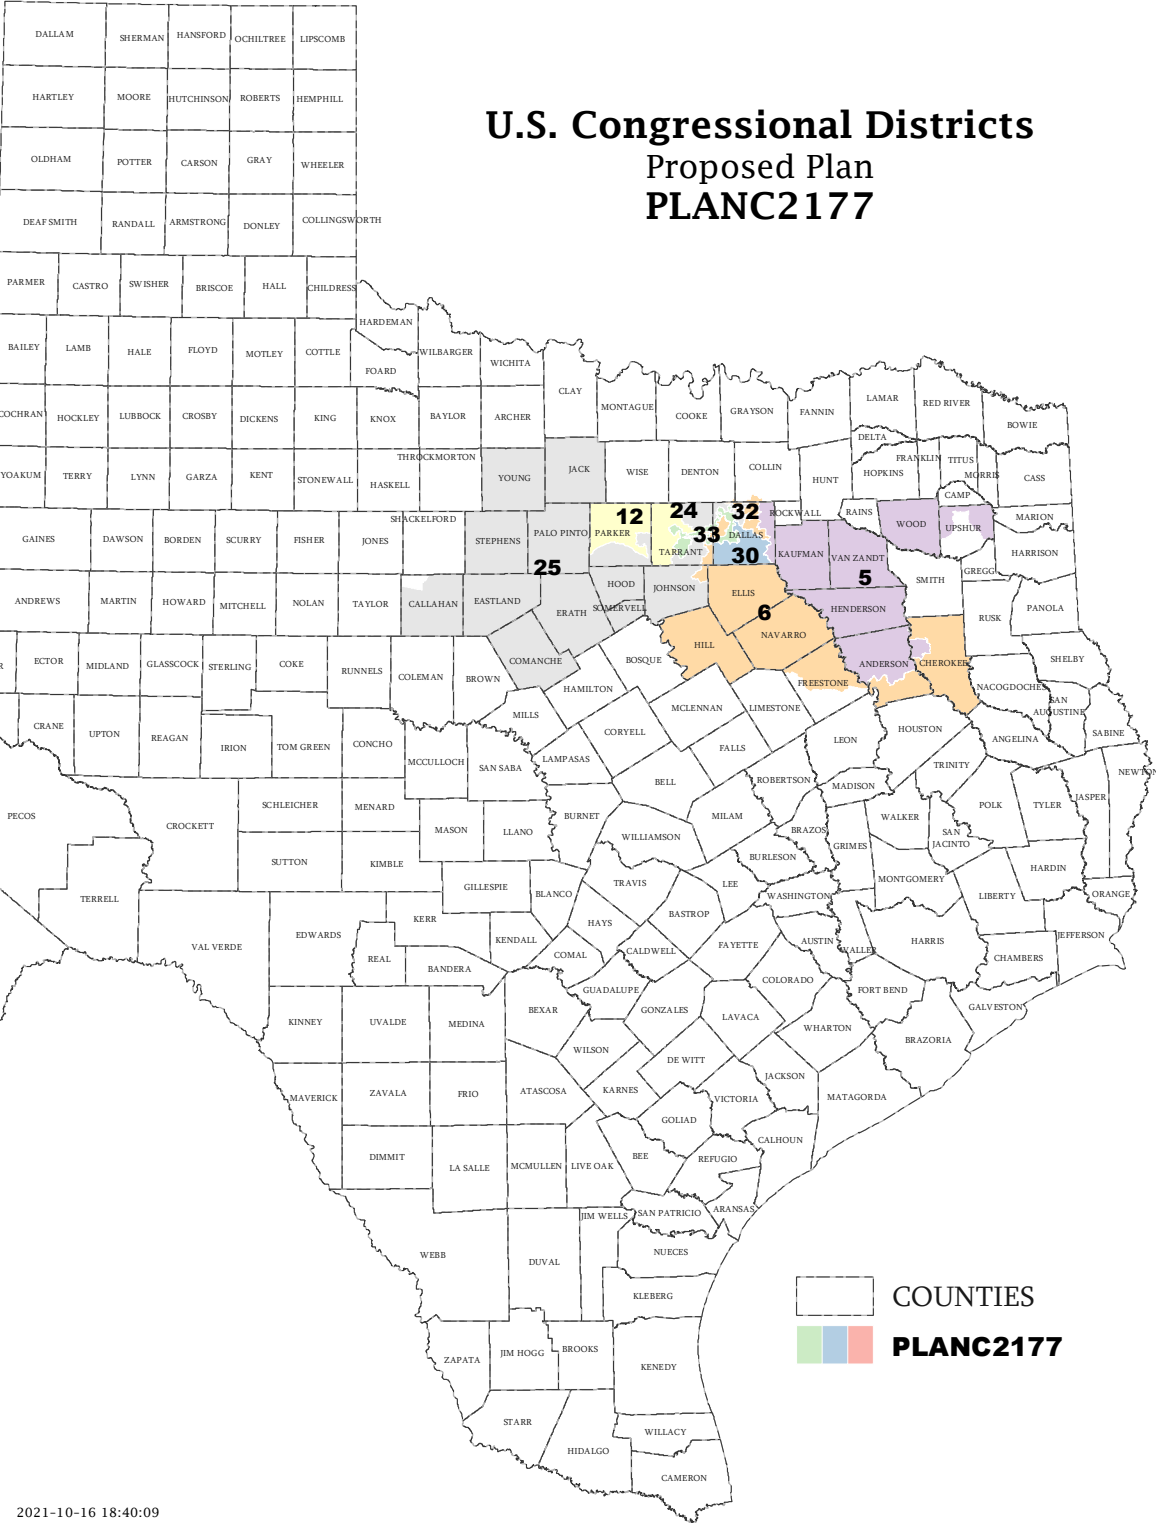 U.S. Congressional Districts
Proposed Plan
PLANC2177
DALLAM SHERMAN HANSFORD OCHILTREE LIPSCOMB
HARTLEY MOORE HUTCHINSON ROBERTS HEMPHILL
OLDHAM POTTER CARSON GRAY WHEELER
DEAF SMITH RANDALL ARMSTRONG DONLEY COLLINGSWORTH
PARMER CASTRO SWISHER BRISCOE HALL CHILDRESS
HARDEMAN
BAILEY LAMB HALE FLOYD MOTLEY COTTLE WILBARGER WICHITA
FOARD CLAY
COCHRAN HOCKLEY LUBBOCK CROSBY DICKENS KING KNOX BAYLOR ARCHER MONTAGUE COOKE GRAYSON FANNIN LAMAR RED RIVER BOWIE
DELTA
YOAKUM TERRY LYNN GARZA KENT STONEWALL HASKELL THROCKMORTON YOUNG JACK WISE DENTON COLLIN HUNT HOPKINS FRANKLIN TITUS MORRIS CASS
CAMP
12 24 32
SHACKELFORD ROCKWALL RAINS WOOD UPSHUR MARION
GAINES DAWSON BORDEN SCURRY FISHER JONES STEPHENS PALO PINTO PARKER 33 DALLAS
TARRANT 30 KAUFMAN VAN ZANDT HARRISON
25 5
ANDREWS MARTIN HOWARD MITCHELL NOLAN TAYLOR CALLAHAN EASTLAND ERATH HOOD SOMERVELL JOHNSON ELLIS HENDERSON SMITH GREGG RUSK PANOLA
6
ECTOR MIDLAND GLASSCOCK STERLING COKE RUNNELS COLEMAN BROWN COMANCHE BOSQUE HILL NAVARRO ANDERSON CHEROKEE SHELBY
HAMILTON FREESTONE NACOGDOCHES
CRANE UPTON REAGAN IRION TOM GREEN CONCHO MILLS MCLENNAN LIMESTONE SAN AUGUSTINE
MCCULLOCH SAN SABA LAMPASAS CORYELL FALLS LEON HOUSTON ANGELINA SABINE
PECOS CROCKETT SCHLEICHER MENARD BELL ROBERTSON MADISON TRINITY POLK TYLER JASPER NEWTON
MASON LLANO BURNET WILLIAMSON MILAM BRAZOS WALKER SAN JACINTO
SUTTON KIMBLE BURLESON GRIMES HARDIN
TERRELL GILLESPIE BLANCO TRAVIS LEE WASHINGTON MONTGOMERY LIBERTY ORANGE
VAL VERDE EDWARDS KERR KENDALL HAYS BASTROP
REAL BANDERA COMAL CALDWELL FAYETTE AUSTIN WALLER HARRIS CHAMBERS JEFFERSON
KINNEY UVALDE MEDINA BEXAR GUADALUPE GONZALES LAVACA COLORADO FORT BEND GALVESTON
WILSON DE WITT WHARTON BRAZORIA
MAVERICK ZAVALA FRIO ATASCOSA KARNES VICTORIA JACKSON MATAGORDA
GOLIAD CALHOUN
DIMMIT LA SALLE MCMULLEN LIVE OAK BEE REFUGIO
JIM WELLS SAN PATRICIO ARANSAS
WEBB DUVAL NUECES
KLEBERG
COUNTIES
PLANC2177
ZAPATA JIM HOGG BROOKS KENEDY
STARR HIDALGO WILLACY
CAMERON
2021-10-16 18:40:09